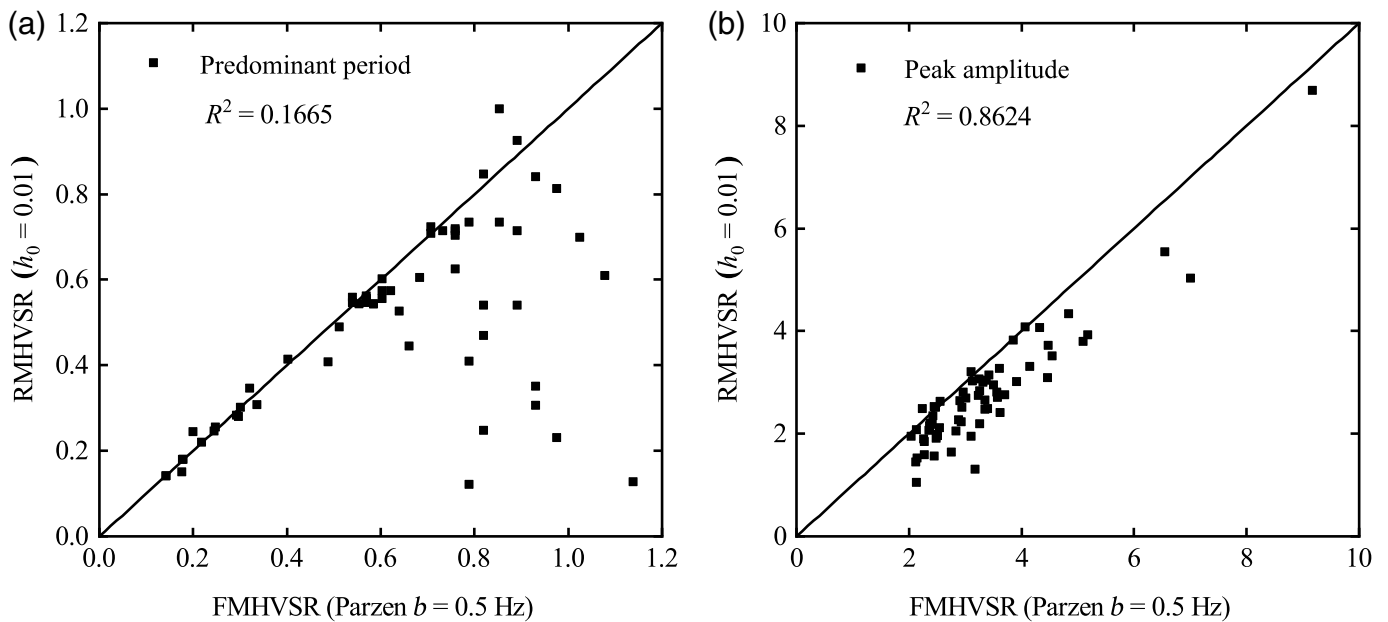 (a)
1.2
1.0
0.8
0.6
0.4
0.2
0.0
0.0 0.2 0.4 0.6 0.8 1.0 1.2
RMHVSR (h₀ = 0.01)
FMHVSR (Parzen b = 0.5 Hz)
Predominant period
R² = 0.1665
(b)
10
8
6
4
2
0
0 2 4 6 8 10
RMHVSR (h₀ = 0.01)
FMHVSR (Parzen b = 0.5 Hz)
Peak amplitude
R² = 0.8624